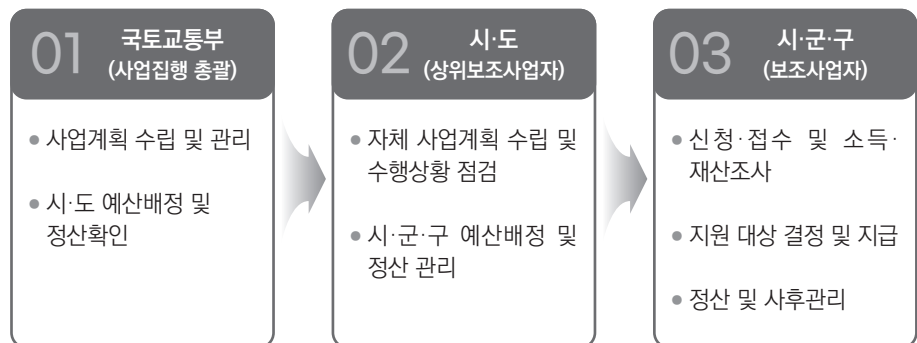 01 국토교통부
(사업집행 총괄)
• 사업계획 수립 및 관리
• 시·도 예산배정 및
정산확인
02 시·도
(상위보조사업자)
• 자체 사업계획 수립 및
수행상황 점검
• 시·군·구 예산배정 및
정산 관리
03 시·군·구
(보조사업자)
• 신청·접수 및 소득·
재산조사
• 지원 대상 결정 및 지급
• 정산 및 사후관리